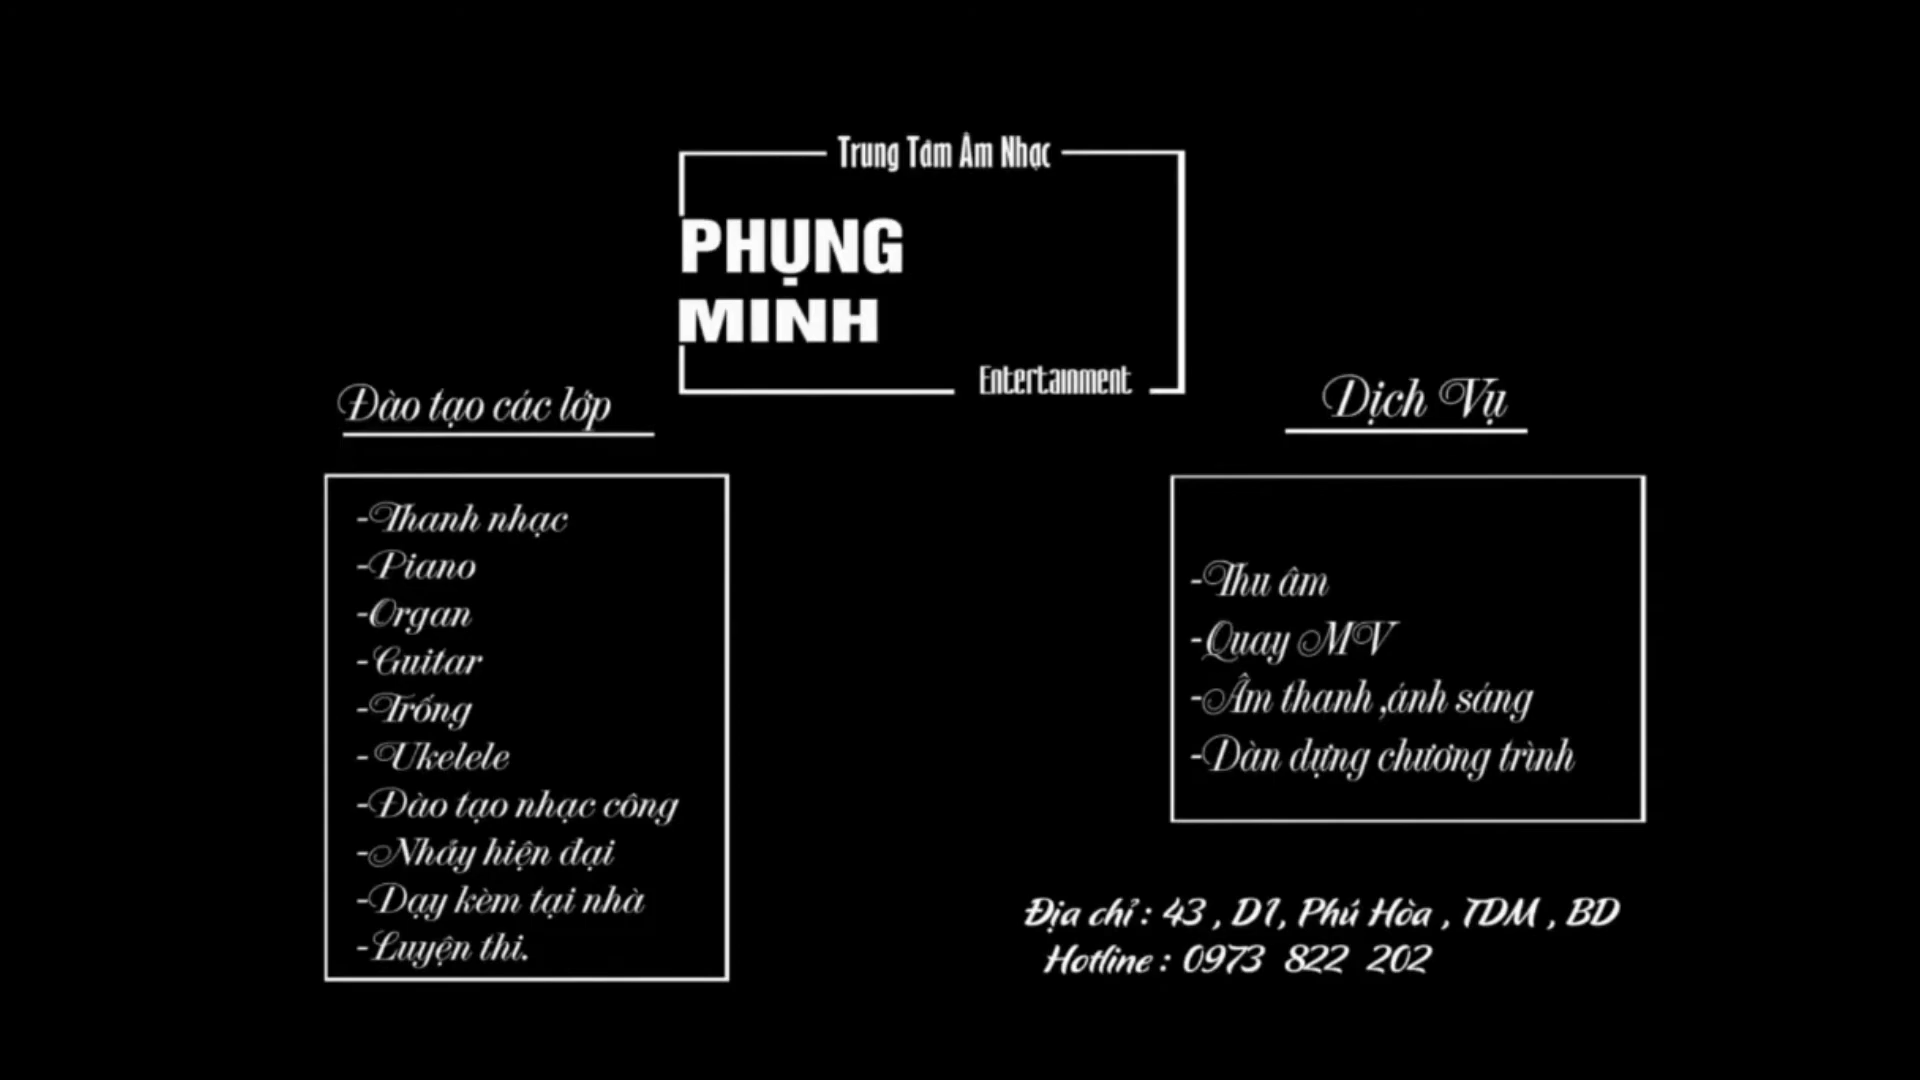 Trung Tâm Âm Nhạc
PHỤNG
MINH
Entertainment
Đào tạo các lớp
-Thanh nhạc
-Piano
-Organ
-Guitar
-Trống
-Ukelele
-Đào tạo nhạc công
-Nhảy hiện đại
-Dạy kèm tại nhà
-Luyện thi.
Dịch Vụ
-Thu âm
-Quay MV
-Âm thanh ,ánh sáng
-Dàn dựng chương trình
Địa chỉ : 43 , D1, Phú Hòa , TDM , BD
Hotline : 0973 822 202